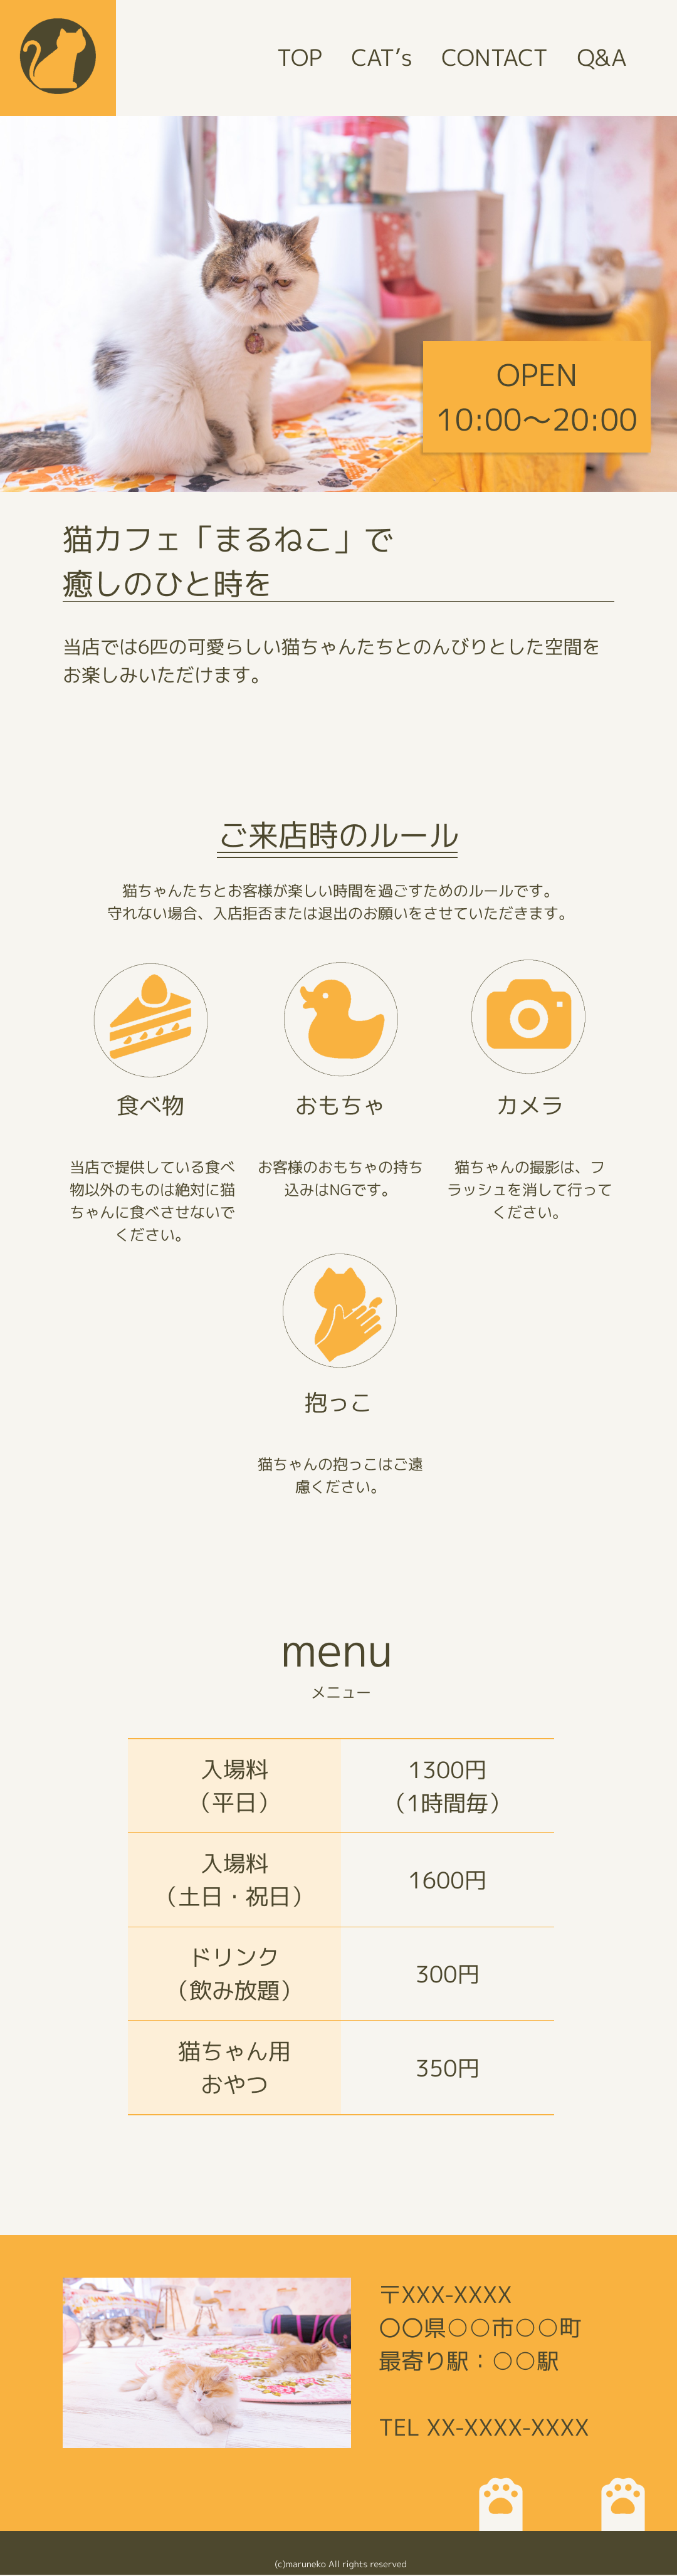 TOP CAT’s CONTACT Q&A
OPEN
10:00〜20:00
猫カフェ「まるねこ」で
癒しのひと時を
当店では6匹の可愛らしい猫ちゃんたちとのんびりとした空間を
お楽しみいただけます。
ご来店時のルール
猫ちゃんたちとお客様が楽しい時間を過ごすためのルールです。
守れない場合、入店拒否または退出のお願いをさせていただきます。
食べ物
当店で提供している食べ
物以外のものは絶対に猫
ちゃんに食べさせないで
ください。
おもちゃ
お客様のおもちゃの持ち
込みはNGです。
カメラ
猫ちゃんの撮影は、フ
ラッシュを消して行って
ください。
抱っこ
猫ちゃんの抱っこはご遠
慮ください。
menu
メニュー
入場料
（平日）
1300円
（1時間毎）
入場料
（土日・祝日）
1600円
ドリンク
（飲み放題）
300円
猫ちゃん用
おやつ
350円
〒XXX-XXXX
〇〇県○○市○○町
最寄り駅：○○駅
TEL XX-XXXX-XXXX
(c)maruneko All rights reserved